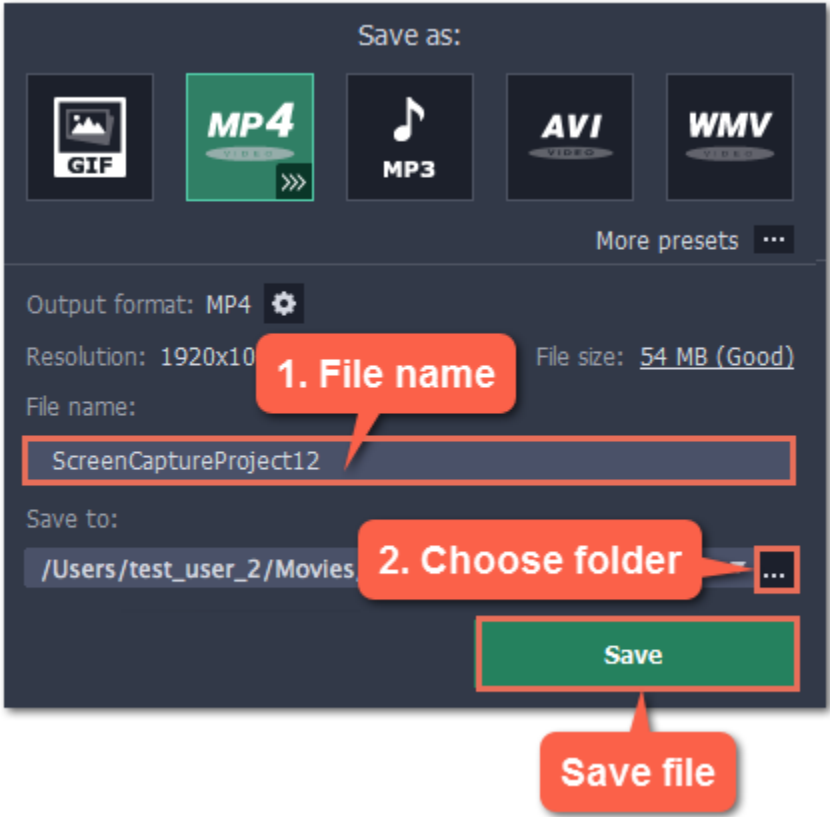 Save as:
GIF
MP4
VIDEO
MP3
AVI
VIDEO
WMV
VIDEO
More presets ...
Output format: MP4
Resolution: 1920x10
File size: 54 MB (Good)
1. File name
File name:
ScreenCaptureProject12
Save to:
/Users/test_user_2/Movies
2. Choose folder
...
Save
Save file